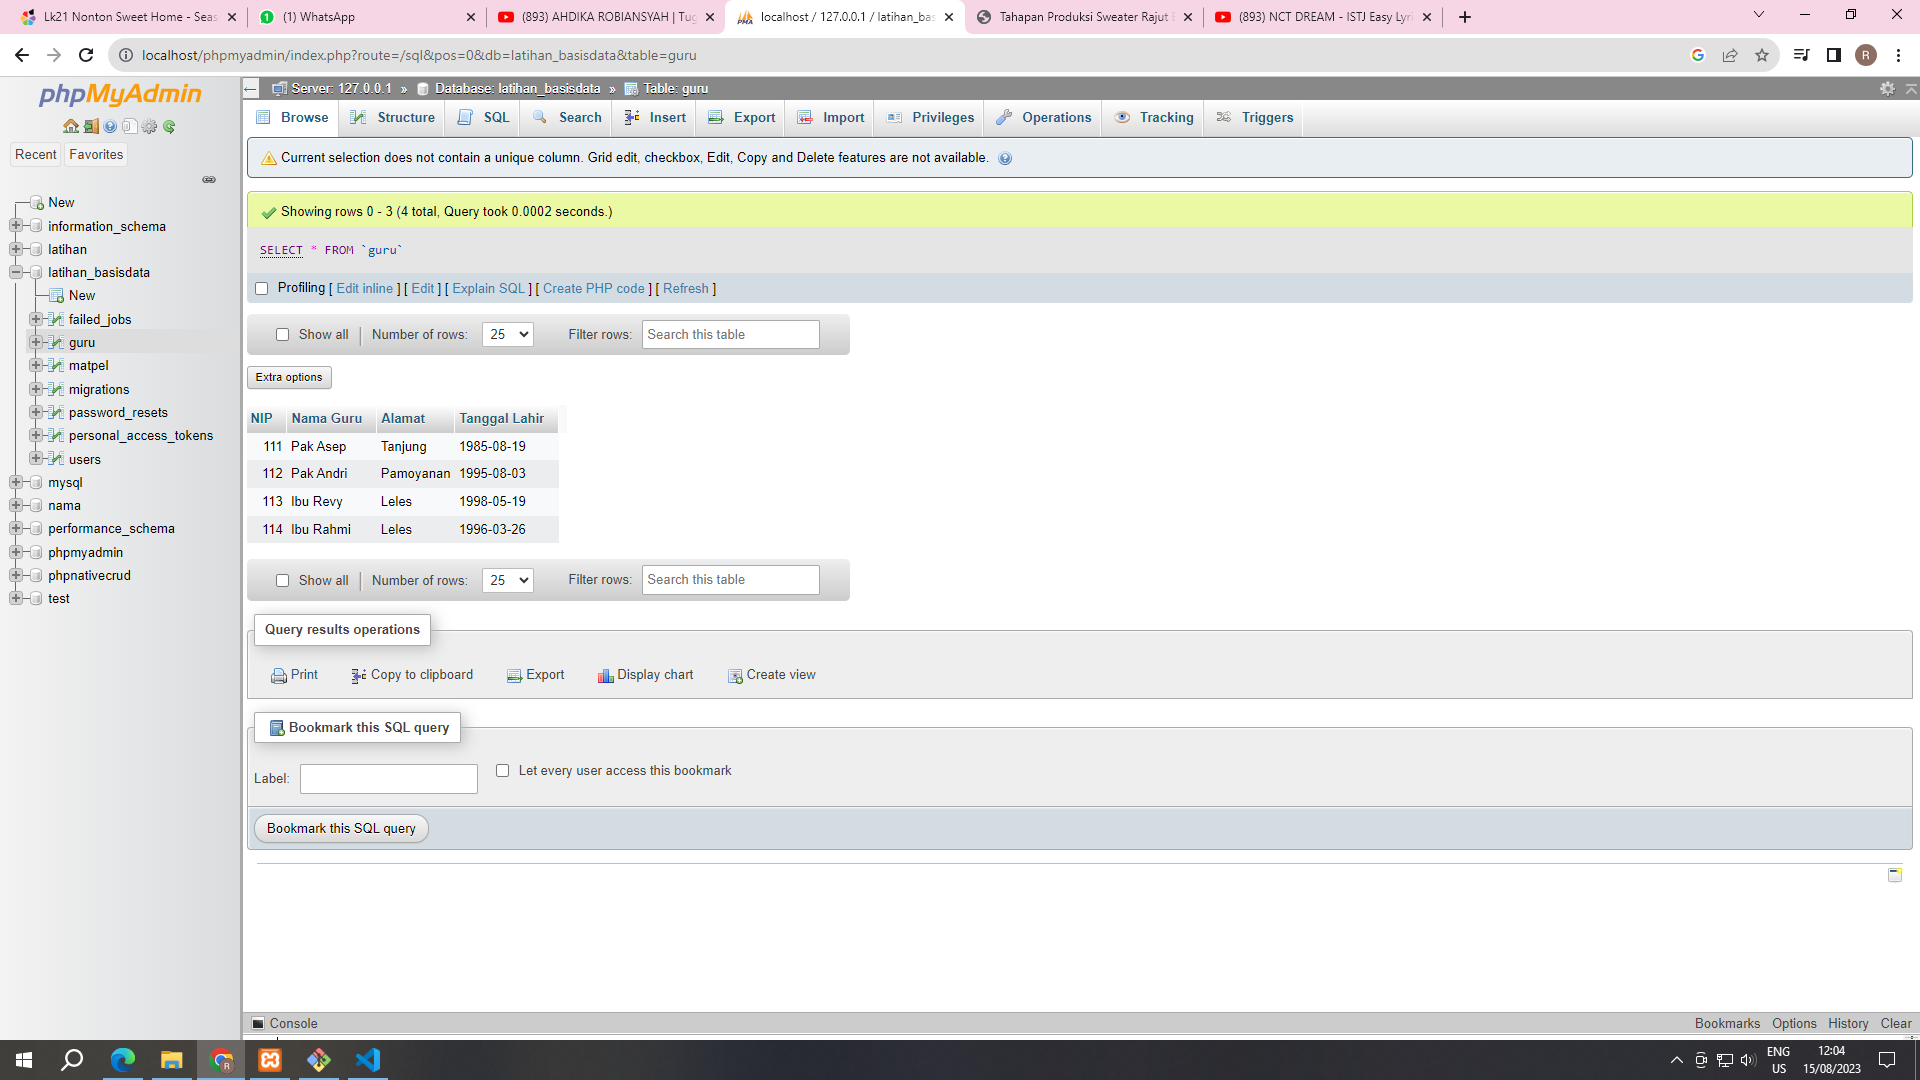 Lk21 Nonton Sweet Home - Seas
(1) WhatsApp
(893) AHDIKA ROBIANSYAH | Tug
localhost / 127.0.0.1 / latihan_bas
Tahapan Produksi Sweater Rajut
(893) NCT DREAM - ISTJ Easy Lyri
localhost/phpmyadmin/index.php?route=/sql&pos=0&db=latihan_basisdata&table=guru
R
phpMyAdmin
Recent Favorites
New
information_schema
latihan
latihan_basisdata
New
failed_jobs
guru
matpel
migrations
password_resets
personal_access_tokens
users
mysql
nama
performance_schema
phpmyadmin
phpnativecrud
test
Server: 127.0.0.1 » Database: latihan_basisdata » Table: guru
Browse Structure SQL Search Insert Export Import Privileges Operations Tracking Triggers
Current selection does not contain a unique column. Grid edit, checkbox, Edit, Copy and Delete features are not available.
Showing rows 0 - 3 (4 total, Query took 0.0002 seconds.)
SELECT * FROM `guru`
Profiling [ Edit inline ] [ Edit ] [ Explain SQL ] [ Create PHP code ] [ Refresh ]
Show all | Number of rows: 25 Filter rows: Search this table
Extra options
NIP Nama Guru Alamat Tanggal Lahir
111 Pak Asep Tanjung 1985-08-19
112 Pak Andri Pamoyanan 1995-08-03
113 Ibu Revy Leles 1998-05-19
114 Ibu Rahmi Leles 1996-03-26
Show all | Number of rows: 25 Filter rows: Search this table
Query results operations
Print Copy to clipboard Export Display chart Create view
Bookmark this SQL query
Label: Let every user access this bookmark
Bookmark this SQL query
Console Bookmarks Options History Clear
R
ENG
US
12:04
15/08/2023